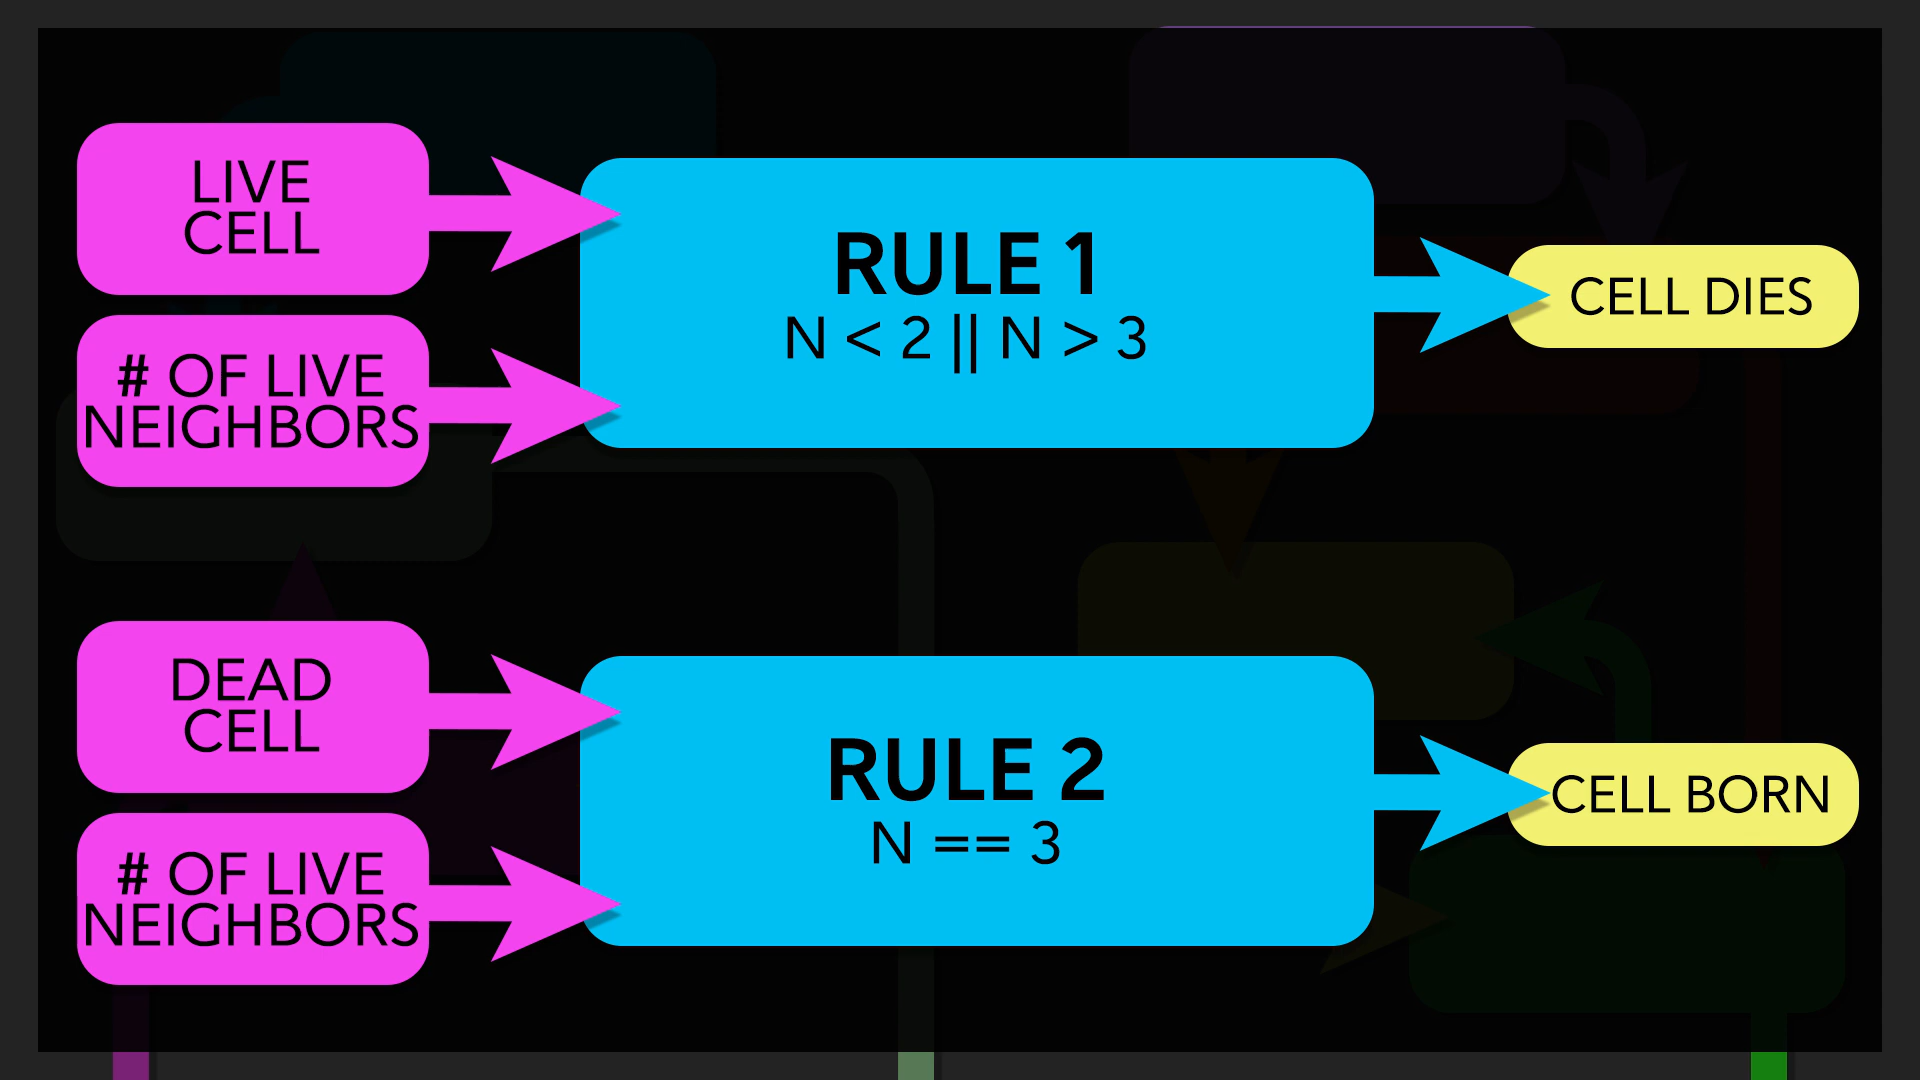 LIVE
CELL
# OF LIVE
NEIGHBORS
RULE 1
N < 2 || N > 3
CELL DIES
DEAD
CELL
# OF LIVE
NEIGHBORS
RULE 2
N == 3
CELL BORN